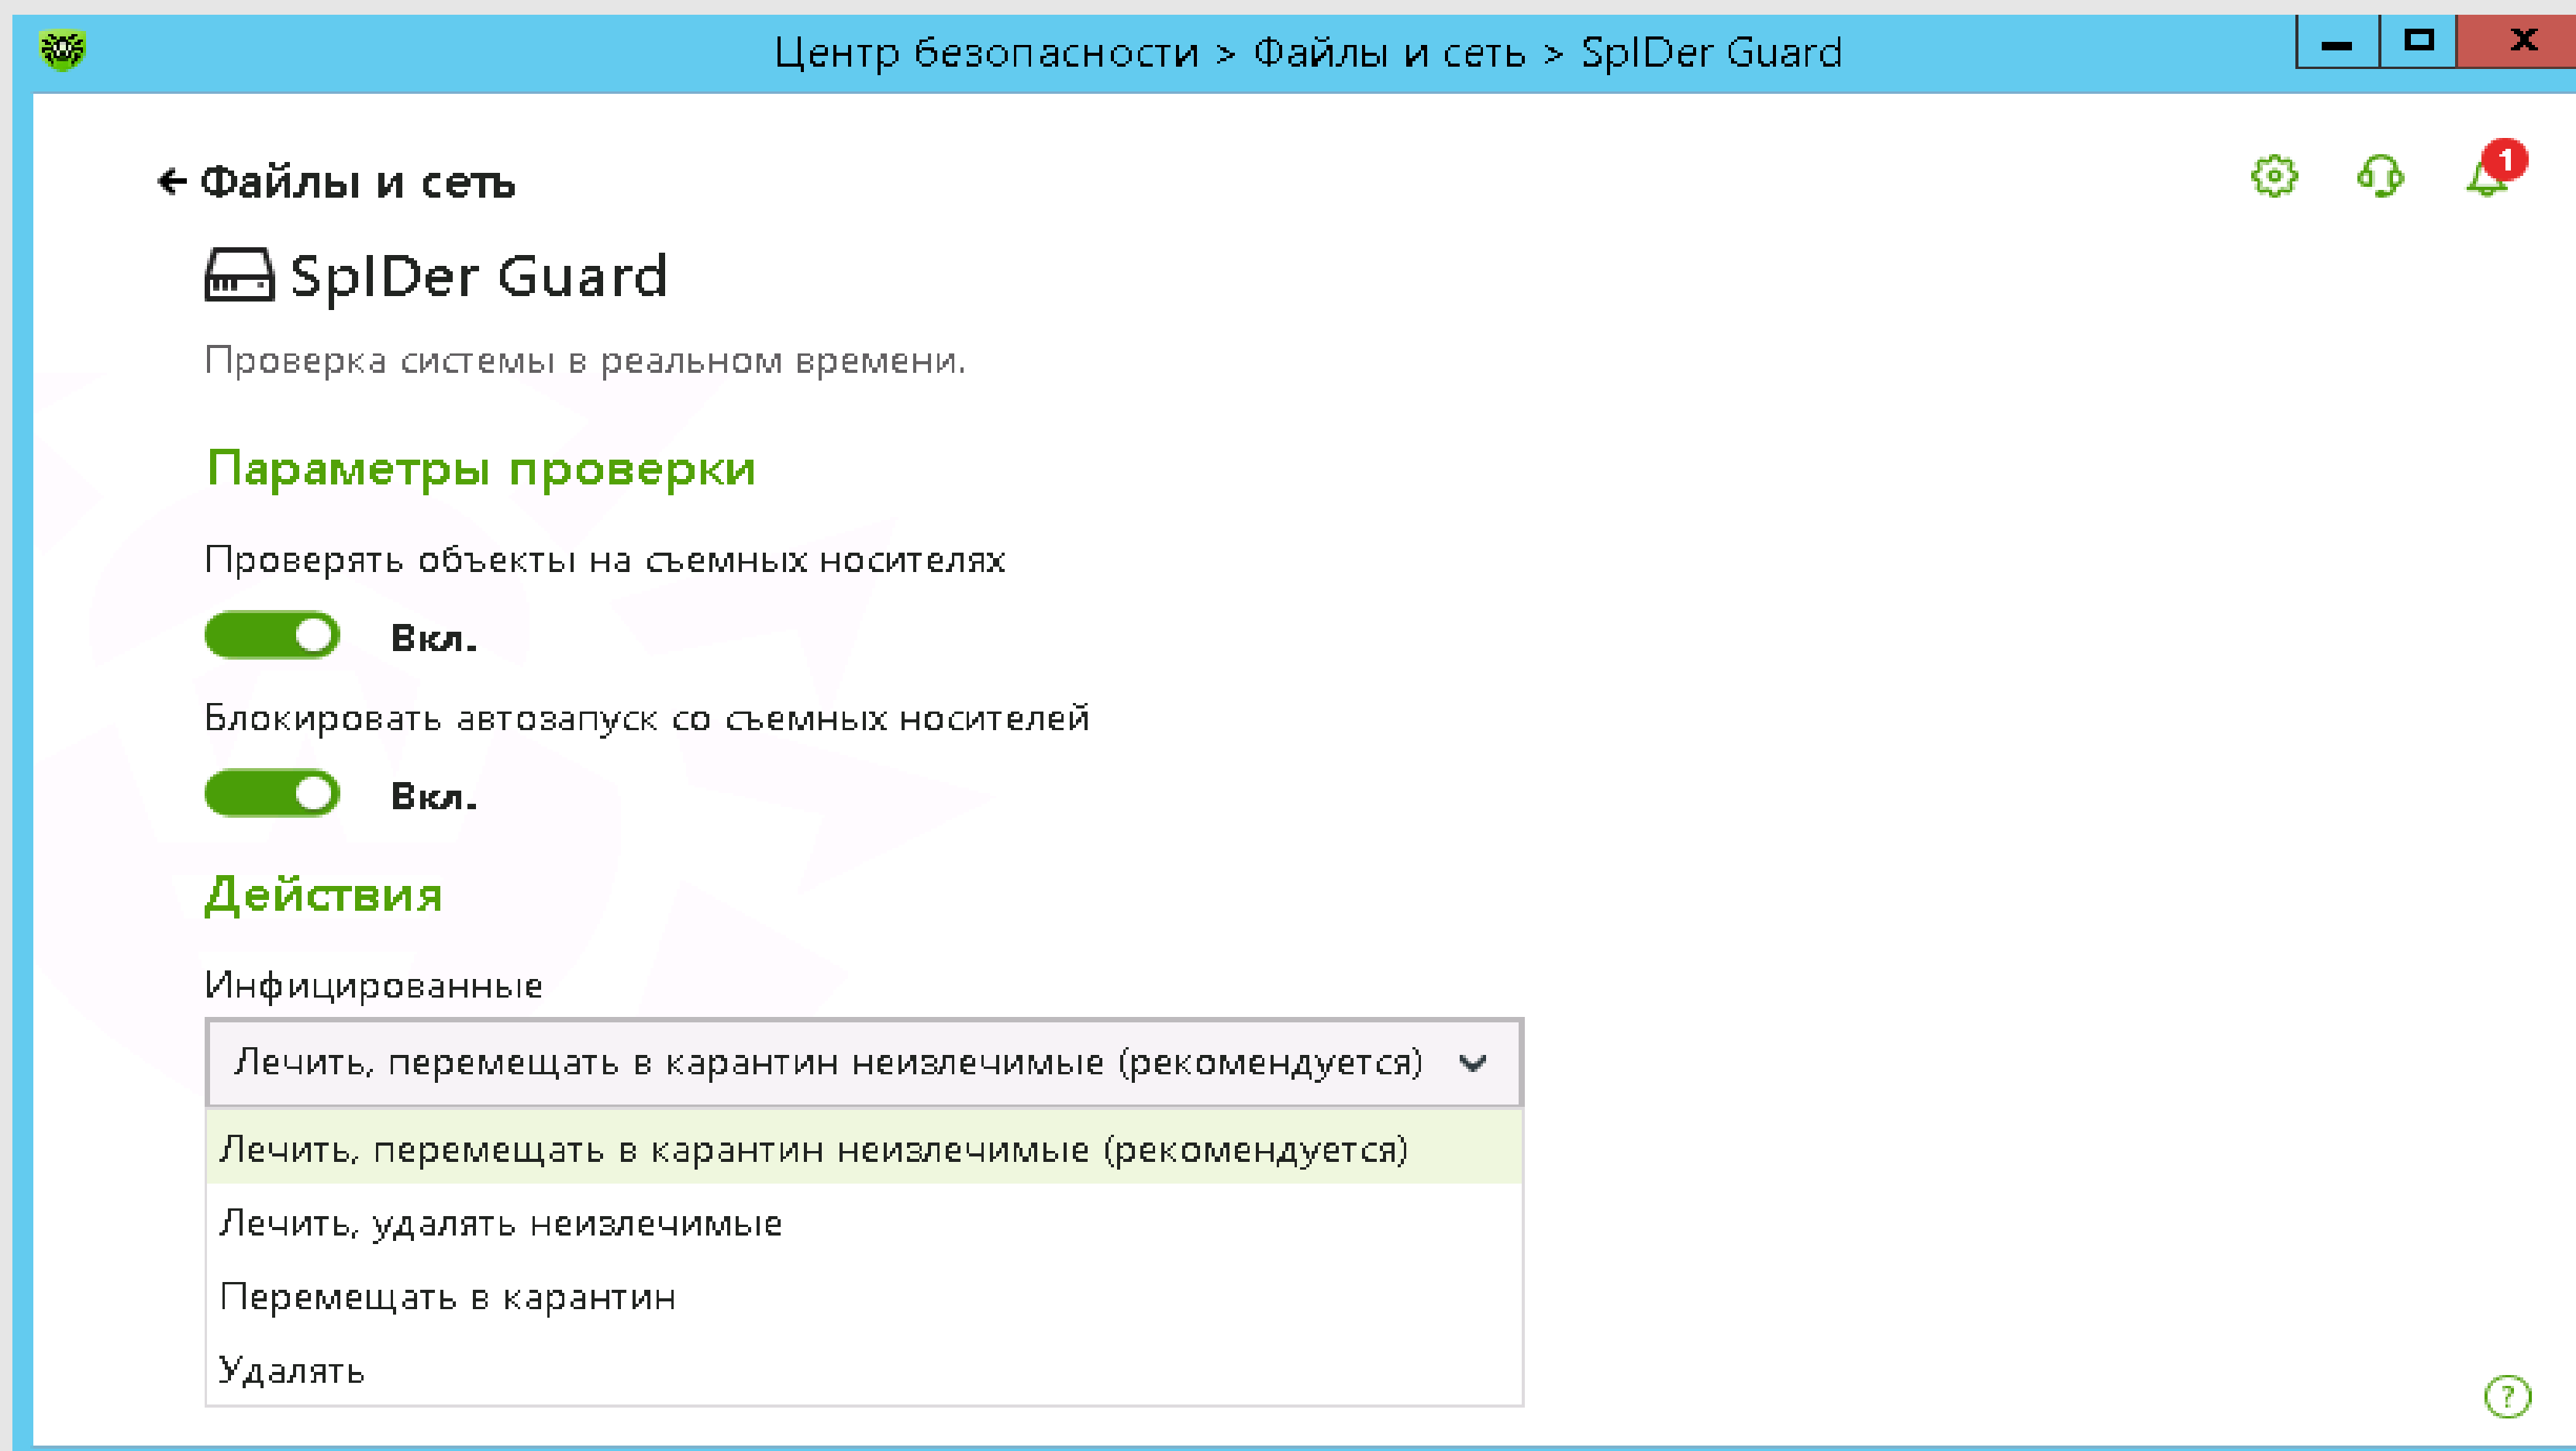 Центр безопасности > Файлы и сеть > SpIDer Guard
← Файлы и сеть
1
SpIDer Guard
Проверка системы в реальном времени.
Параметры проверки
Проверять объекты на съемных носителях
Вкл.
Блокировать автозапуск со съемных носителей
Вкл.
Действия
Инфицированные
Лечить, перемещать в карантин неизлечимые (рекомендуется)
Лечить, перемещать в карантин неизлечимые (рекомендуется)
Лечить, удалять неизлечимые
Перемещать в карантин
Удалять
?